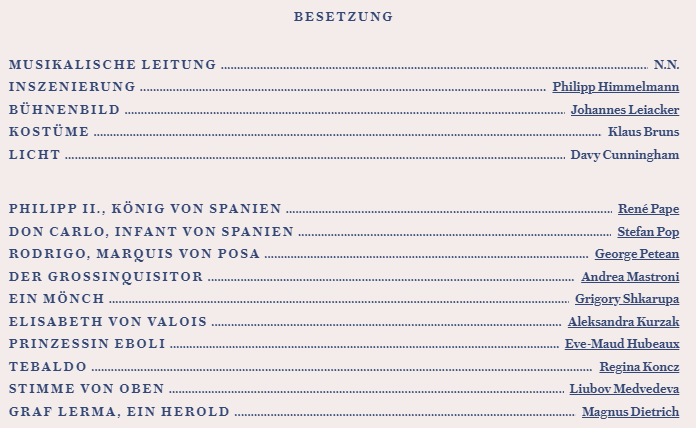 BESETZUNG
MUSIKALISCHE LEITUNG N.N.
INSZENIERUNG Philipp Himmelmann
BÜHNENBILD Johannes Leiacker
KOSTÜME Klaus Bruns
LICHT Davy Cunningham
PHILIPP II., KÖNIG VON SPANIEN René Pape
DON CARLO, INFANT VON SPANIEN Stefan Pop
RODRIGO, MARQUIS VON POSA George Petean
DER GROSSINQUISITOR Andrea Mastroni
EIN MÖNCH Grigory Shkarupa
ELISABETH VON VALOIS Aleksandra Kurzak
PRINZESSIN EBOLI Eve-Maud Hubeaux
TEBALDO Regina Koncz
STIMME VON OBEN Liubov Medvedeva
GRAF LERMA, EIN HEROLD Magnus Dietrich